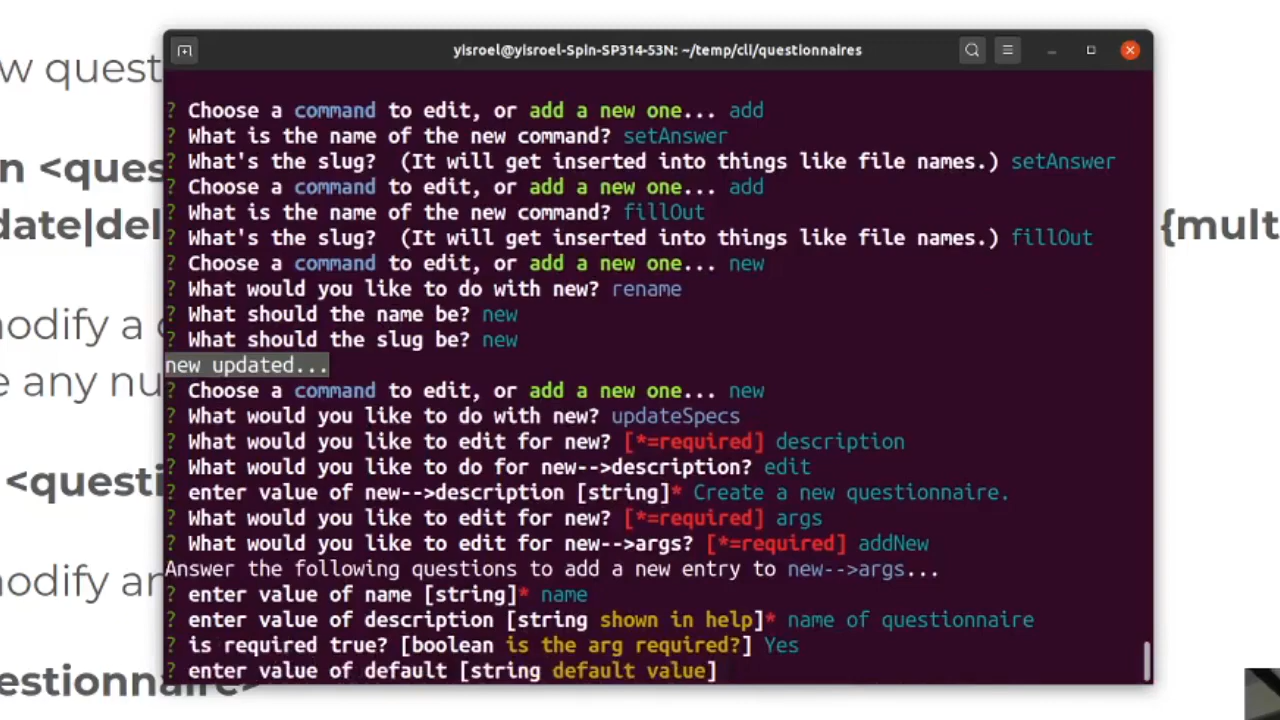 yisroel@yisroel-Spin-SP314-53N: ~/temp/cli/questionnaires
? Choose a command to edit, or add a new one... add
? What is the name of the new command? setAnswer
? What's the slug?  (It will get inserted into things like file names.) setAnswer
? Choose a command to edit, or add a new one... add
? What is the name of the new command? fillOut
? What's the slug?  (It will get inserted into things like file names.) fillOut
? Choose a command to edit, or add a new one... new
? What would you like to do with new? rename
? What should the name be? new
? What should the slug be? new
new updated...
? Choose a command to edit, or add a new one... new
? What would you like to do with new? updateSpecs
? What would you like to edit for new? [*=required] description
? What would you like to do for new-->description? edit
? enter value of new-->description [string]* Create a new questionnaire.
? What would you like to edit for new? [*=required] args
? What would you like to edit for new-->args? [*=required] addNew
Answer the following questions to add a new entry to new-->args...
? enter value of name [string]* name
? enter value of description [string shown in help]* name of questionnaire
? is required true? [boolean is the arg required?] Yes
? enter value of default [string default value]
w quest
n <ques
date|del
{mult
nodify a
e any nu
<questi
nodify an
estionnaire>